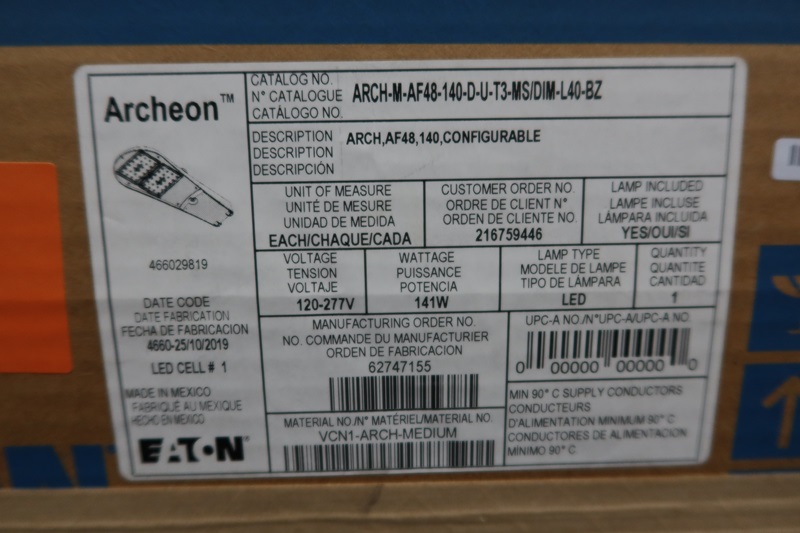 Archeon™
CATALOG NO.
N° CATALOGUE
CATÁLOGO NO.
ARCH-M-AF48-140-D-U-T3-MS/DIM-L40-BZ
DESCRIPTION
DESCRIPTION
DESCRIPCIÓN
ARCH,AF48,140,CONFIGURABLE
UNIT OF MEASURE
UNITÉ DE MESURE
UNIDAD DE MEDIDA
EACH/CHAQUE/CADA
CUSTOMER ORDER NO.
ORDRE DE CLIENT N°
ORDEN DE CLIENTE NO.
216759446
LAMP INCLUDED
LAMPE INCLUSE
LÁMPARA INCLUIDA
YES/OUI/SI
466029819
VOLTAGE
TENSION
VOLTAJE
120-277V
WATTAGE
PUISSANCE
POTENCIA
141W
LAMP TYPE
MODELE DE LAMPE
TIPO DE LÁMPARA
LED
QUANTITY
QUANTITE
CANTIDAD
1
DATE CODE
DATE FABRICATION
FECHA DE FABRICACION
4660-25/10/2019
LED CELL # 1
MADE IN MEXICO
FABRIQUÉ AU MEXIQUE
HECHO EN MEXICO
EATON
MANUFACTURING ORDER NO.
NO. COMMANDE DU MANUFACTURIER
ORDEN DE FABRICACION
62747155
MATERIAL NO./N° MATÉRIEL/MATERIAL NO.
VCN1-ARCH-MEDIUM
UPC-A NO./N°UPC-A/UPC-A NO.
0 00000 00000 0
MIN 90° C SUPPLY CONDUCTORS
CONDUCTEURS
D'ALIMENTATION MINIMUM 90° C
CONDUCTORES DE ALIMENTACION
MÍNIMO 90° C